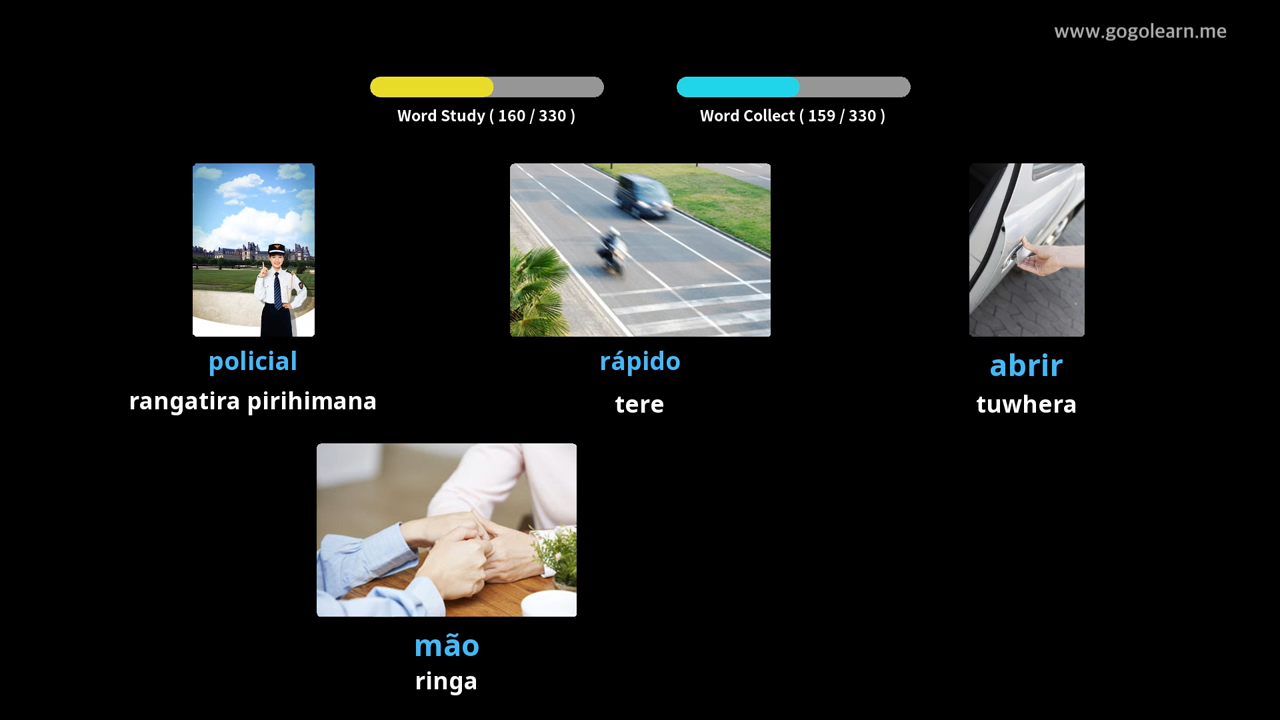 www.gogolearn.me
Word Study ( 160 / 330 )
Word Collect ( 159 / 330 )
policial
rangatira pirihimana
rápido
tere
abrir
tuwhera
mão
ringa